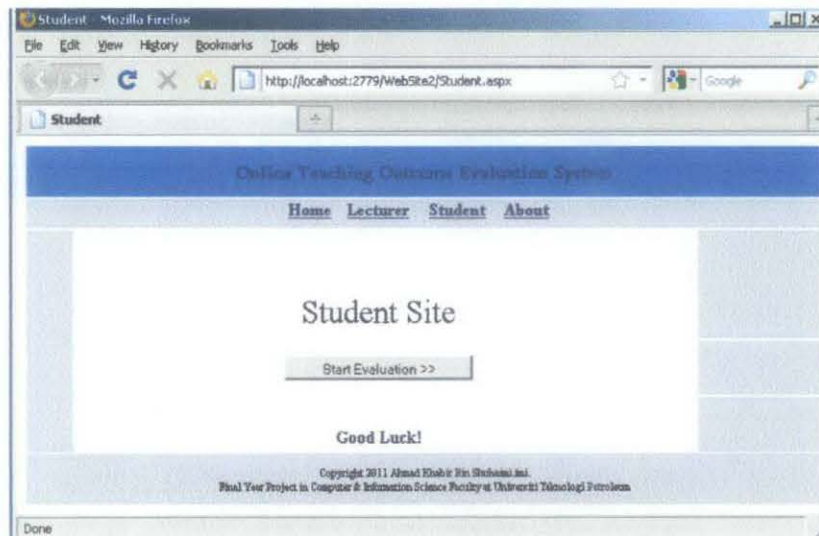 Student - Mozilla Firefox
File Edit View History Bookmarks Tools Help
http://localhost:2779/WebSite2/Student.aspx
Google
Student
Online Teaching Outcome Evaluation System
Home Lecturer Student About
Student Site
Start Evaluation >>
Good Luck!
Copyright 2011 Ahmad Khabir Bin
Final Year Project in Computer & Information Science Faculty at Universiti Teknologi Petronas
Done